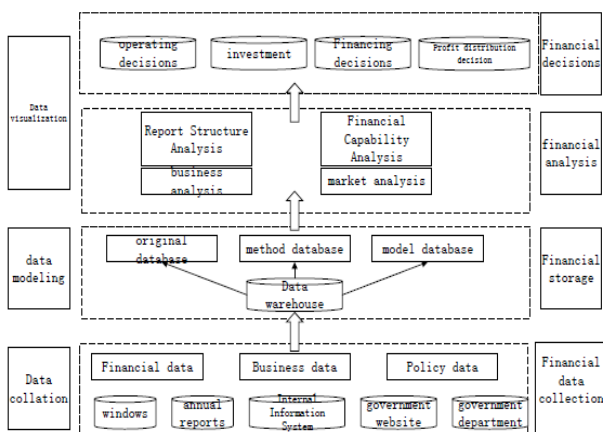 Operating
decisions
investment
Financing
decisions
Profit distribution
decision
Financial
decisions
Data
visualization
Report Structure
Analysis
business
analysis
Financial
Capability
Analysis
market analysis
financial
analysis
data
modeling
original
database
method database
model database
Data
warehouse
Financial
storage
Data
collation
Financial data
Business data
Policy data
windows
annual
reports
Internal
Information
System
government
website
government
department
Financial
data
collection